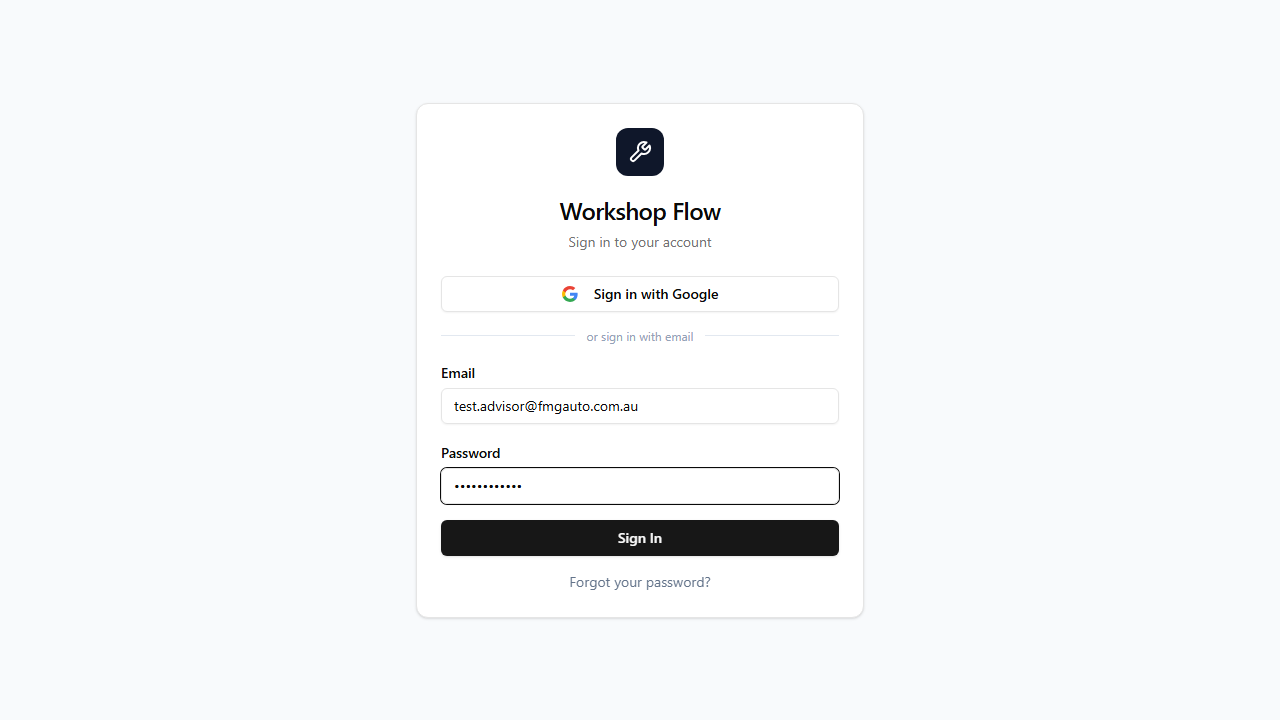 Workshop Flow
Sign in to your account
Sign in with Google
or sign in with email
Email
test.advisor@fmgauto.com.au
Password
••••••••••••
Sign In
Forgot your password?